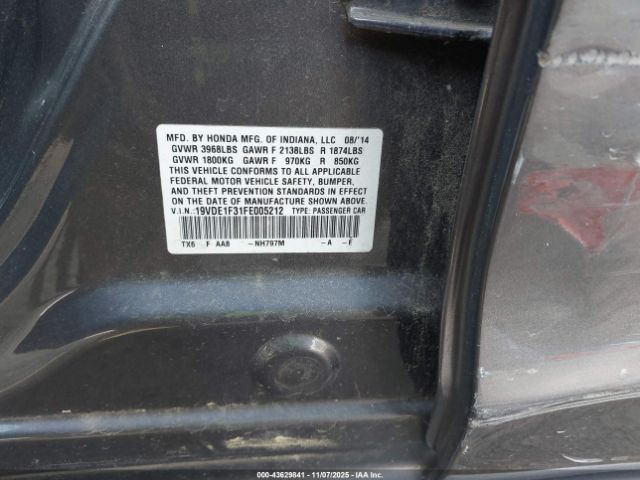 MFD. BY HONDA MFG. OF INDIANA, LLC 08/'14
GVWR 3968LBS GAWR F 2138LBS R 1874LBS
GVWR 1800KG GAWR F 970KG R 850KG
THIS VEHICLE CONFORMS TO ALL APPLICABLE
FEDERAL MOTOR VEHICLE SAFETY, BUMPER,
AND THEFT PREVENTION STANDARDS IN EFFECT
ON THE DATE OF MANUFACTURE SHOWN ABOVE.
V.I.N.:19VDE1F31FE005212 TYPE: PASSENGER CAR
TX6 F AA8 -NH797M -A -E
000-43629841 - 11/07/2025 - IAAI.CA